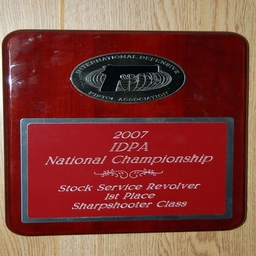 INTERNATIONAL DEFENSIVE
PISTOL ASSOCIATION
2007
IDPA
National Championship
Stock Service Revolver
1st Place
Sharpshooter Class